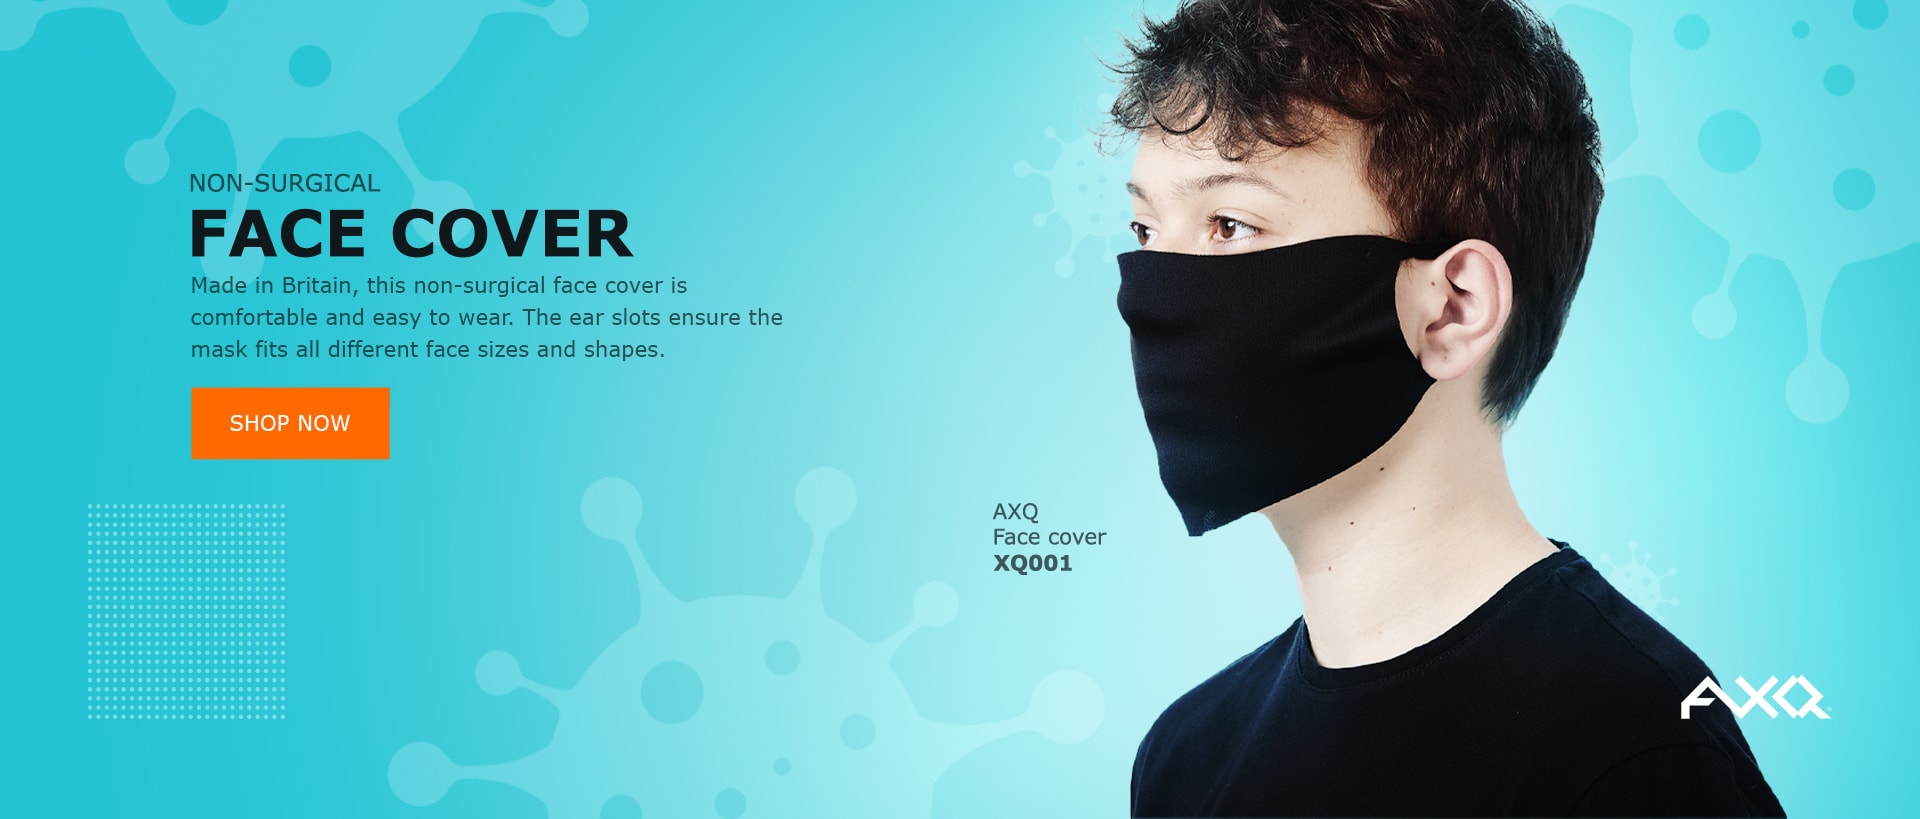 NON-SURGICAL
FACE COVER
Made in Britain, this non-surgical face cover is
comfortable and easy to wear. The ear slots ensure the
mask fits all different face sizes and shapes.
SHOP NOW
AXQ
Face cover
XQ001
AXQ